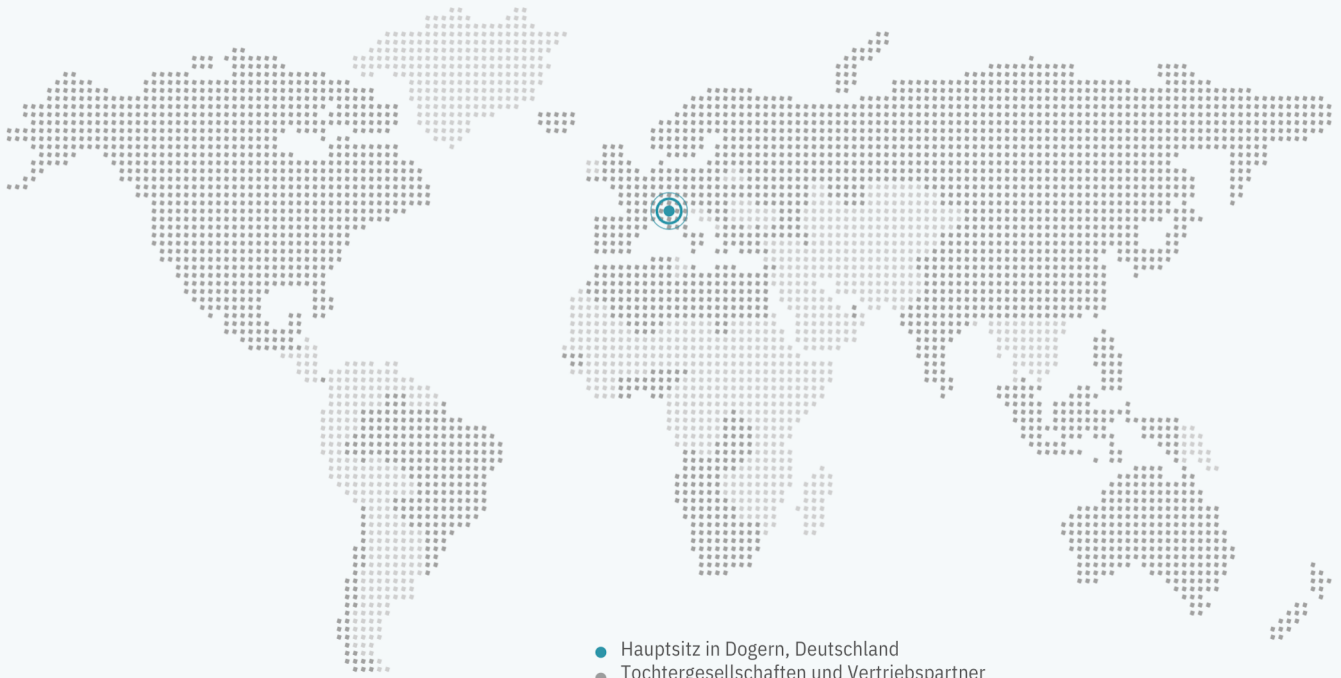 Hauptsitz in Dogern, Deutschland
Tochtergesellschaften und Vertriebspartner